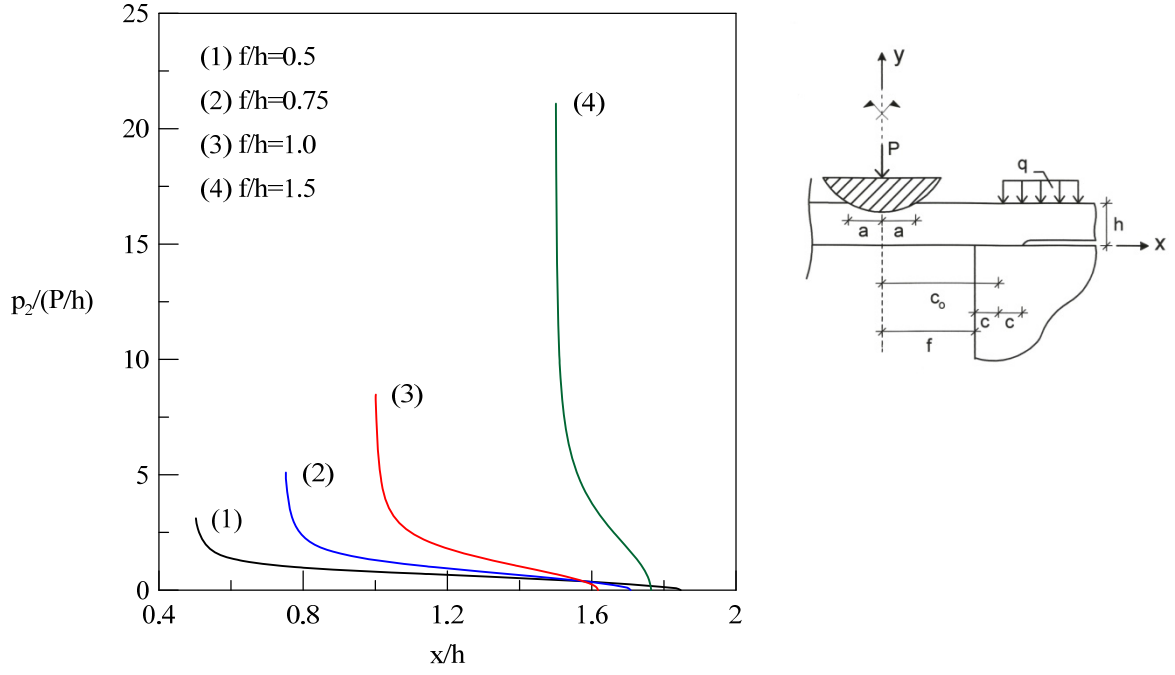 25
20
15
10
5
0
p₂/(P/h)
(1) f/h=0.5
(2) f/h=0.75
(3) f/h=1.0
(4) f/h=1.5
(4)
(3)
(2)
(1)
0.4
0.8
1.2
1.6
2
x/h
y
P
q
a
a
h
x
c₀
c
c
f